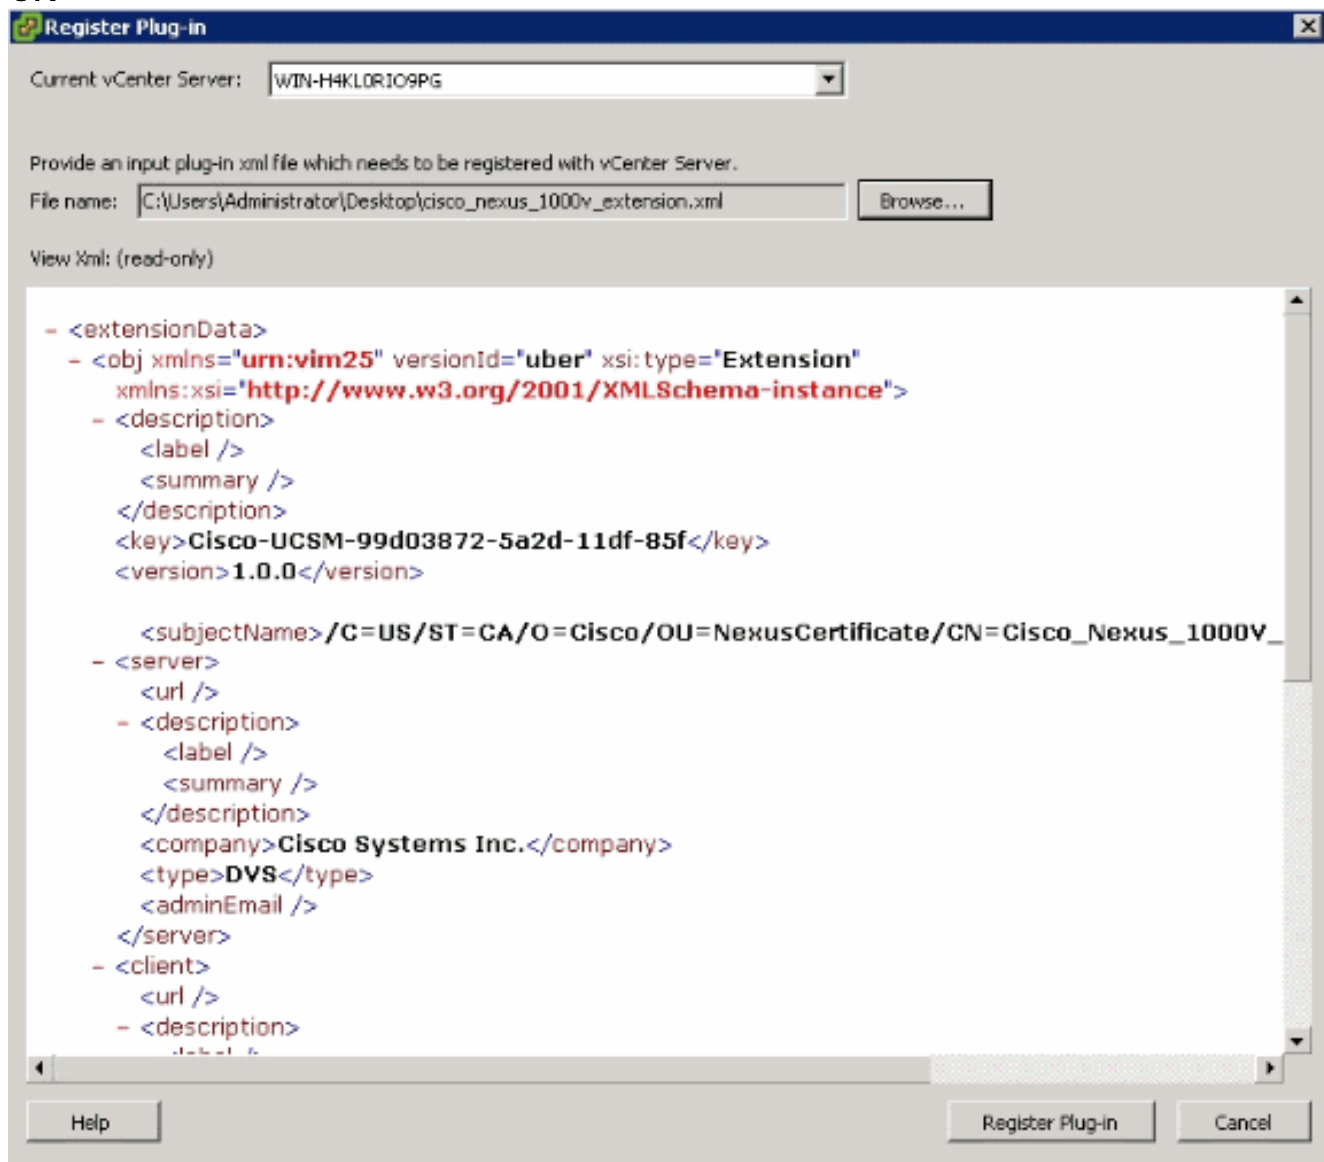 Register Plug-in
Current vCenter Server: WIN-H4KL0RIO9PG
Provide an input plug-in xml file which needs to be registered with vCenter Server.
File name: C:\Users\Administrator\Desktop\cisco_nexus_1000v_extension.xml Browse...
View Xml: (read-only)
- <extensionData>
- <obj xmlns="urn:vim25" versionId="uber" xsi:type="Extension"
xmlns:xsi="http://www.w3.org/2001/XMLSchema-instance">
- <description>
<label />
<summary />
</description>
<key>Cisco-UCSM-99d03872-5a2d-11df-85f</key>
<version>1.0.0</version>
<subjectName>/C=US/ST=CA/O=Cisco/OU=NexusCertificate/CN=Cisco_Nexus_1000V_
- <server>
<url />
- <description>
<label />
<summary />
</description>
<company>Cisco Systems Inc.</company>
<type>DVS</type>
<adminEmail />
</server>
- <client>
<url />
- <description>
Help Register Plug-in Cancel